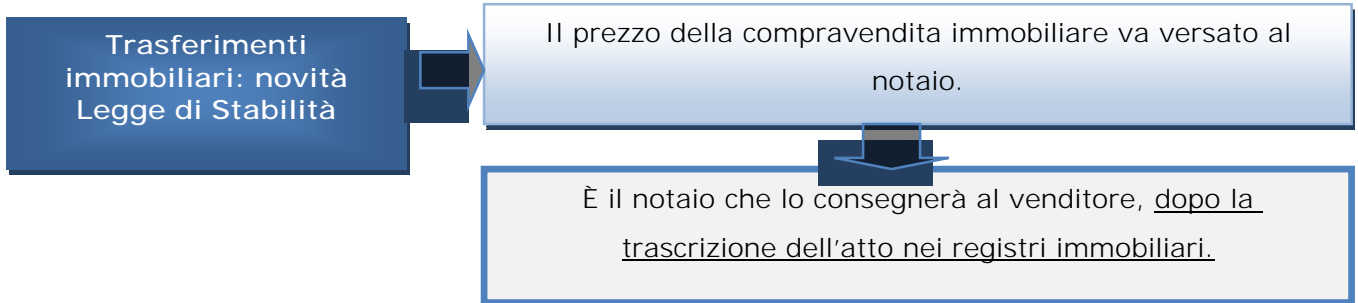 Trasferimenti
immobiliari: novità
Legge di Stabilità
Il prezzo della compravendita immobiliare va versato al
notaio.
È il notaio che lo consegnerà al venditore, dopo la
trascrizione dell'atto nei registri immobiliari.